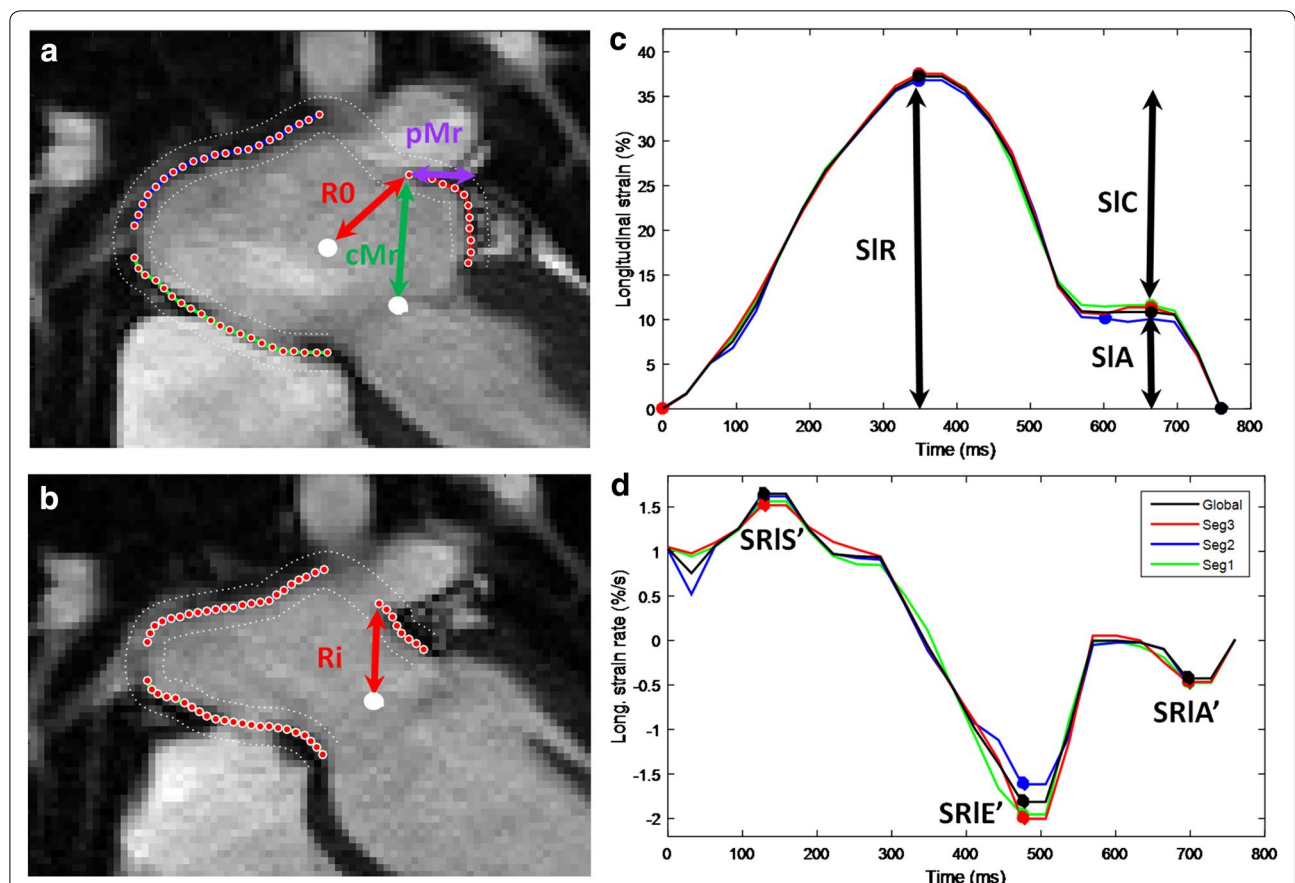 a
pMr
R0
cMr
b
Ri
c
Longitudinal strain (%)
40
35
30
25
20
15
10
5
0
SlR
SlC
SlA
0 100 200 300 400 500 600 700 800
Time (ms)
d
Long. strain rate (%/s)
1.5
1
0.5
0
-0.5
-1
-1.5
-2
SRlS’
SRlE’
SRlA’
Global
Seg3
Seg2
Seg1
0 100 200 300 400 500 600 700 800
Time (ms)